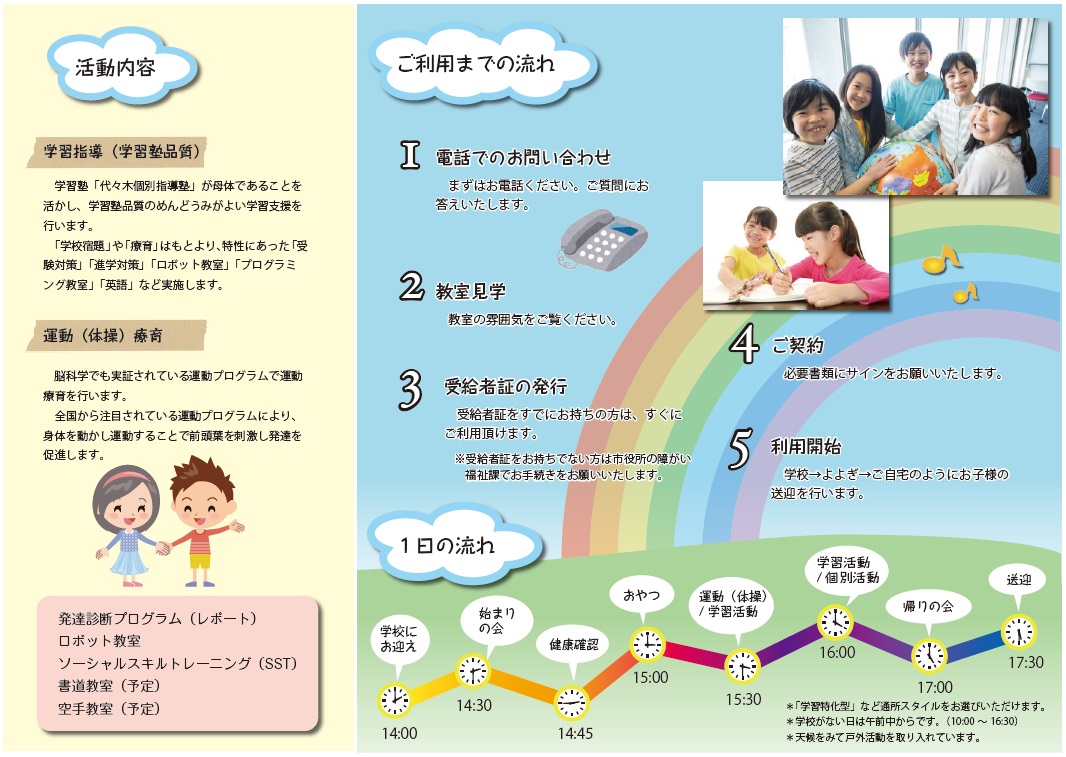 活動内容
学習指導（学習塾品質）
学習塾「代々木個別指導塾」が母体であることを
活かし、学習塾品質のめんどうみがよい学習支援を
行います。
「学校宿題」や「療育」はもとより、特性にあった「受
験対策」「進学対策」「ロボット教室」「プログラミ
ング教室」「英語」など実施します。
運動（体操）療育
脳科学でも実証されている運動プログラムで運動
療育を行います。
全国から注目されている運動プログラムにより、
身体を動かし運動することで前頭葉を刺激し発達を
促進します。
発達診断プログラム（レポート）
ロボット教室
ソーシャルスキルトレーニング（SST）
書道教室（予定）
空手教室（予定）
ご利用までの流れ
1 電話でのお問い合わせ
まずはお電話ください。ご質問にお
答えいたします。
2 教室見学
教室の雰囲気をご覧ください。
3 受給者証の発行
受給者証をすでにお持ちの方は、すぐに
ご利用頂けます。
※受給者証をお持ちでない方は市役所の障がい
福祉課でお手続きをお願いいたします。
4 ご契約
必要書類にサインをお願いいたします。
5 利用開始
学校→よよぎ→ご自宅のようにお子様の
送迎を行います。
1日の流れ
学校に
お迎え
14:00
始まり
の会
14:30
健康確認
14:45
おやつ
15:00
運動（体操）
/ 学習活動
15:30
学習活動
/ 個別活動
16:00
帰りの会
17:00
送迎
17:30
＊「学習特化型」など通所スタイルをお選びいただけます。
＊学校がない日は午前中からです。（10:00 ～ 16:30）
＊天候をみて戸外活動を取り入れています。